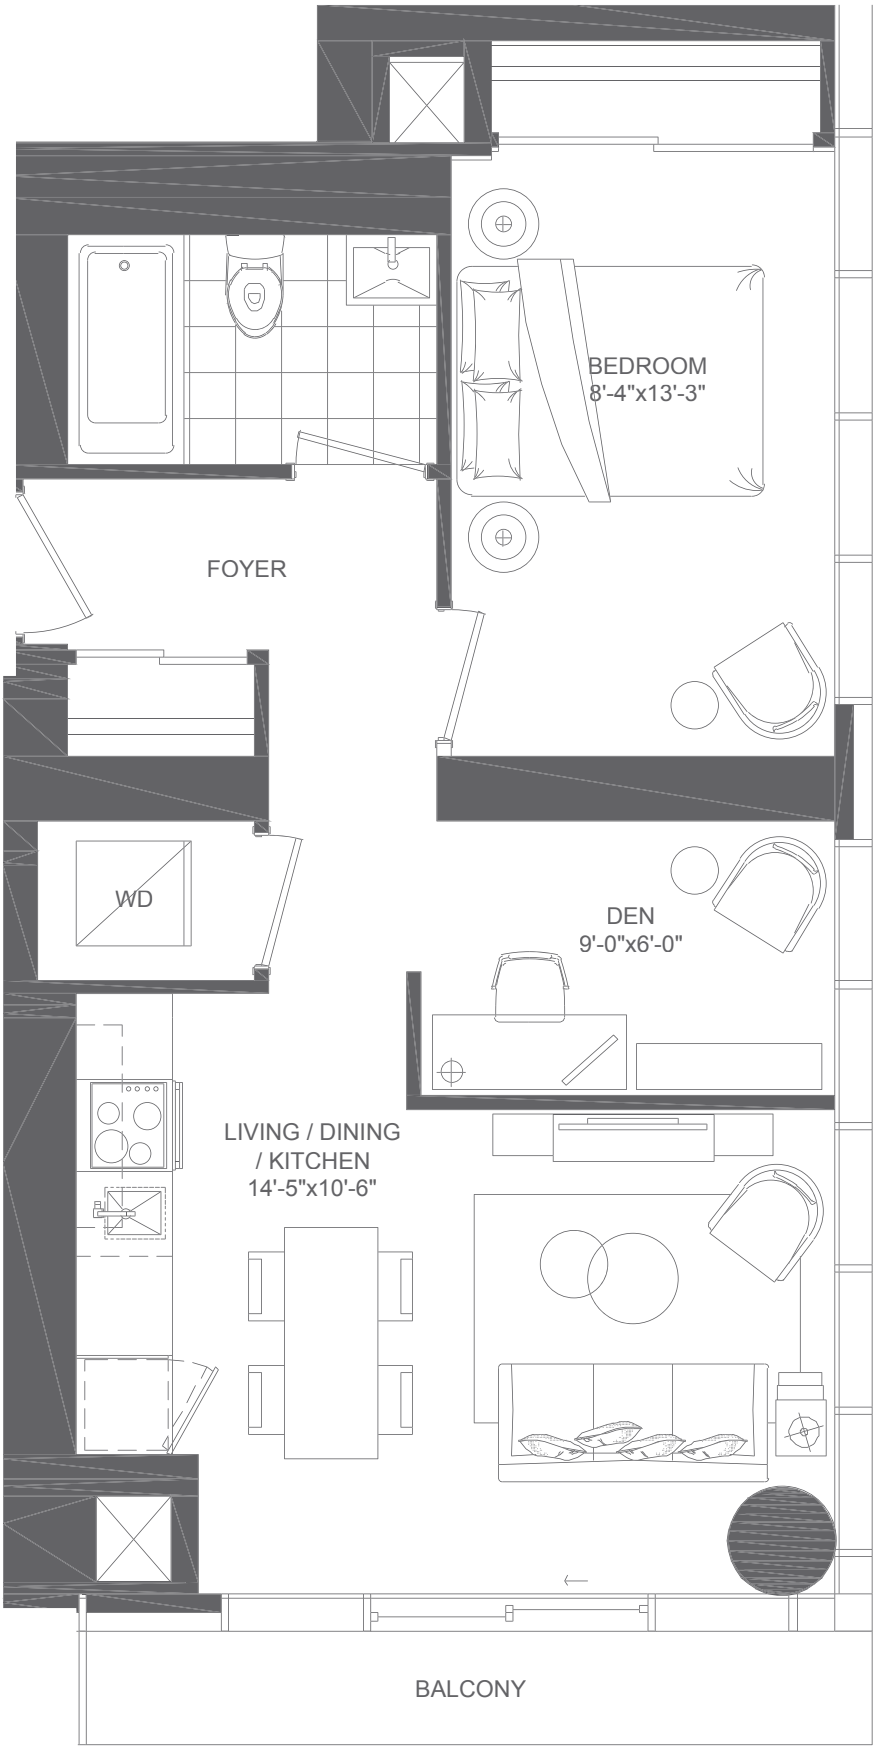 BEDROOM
8'-4"x13'-3"
FOYER
WD
DEN
9'-0"x6'-0"
LIVING / DINING
/ KITCHEN
14'-5"x10'-6"
BALCONY